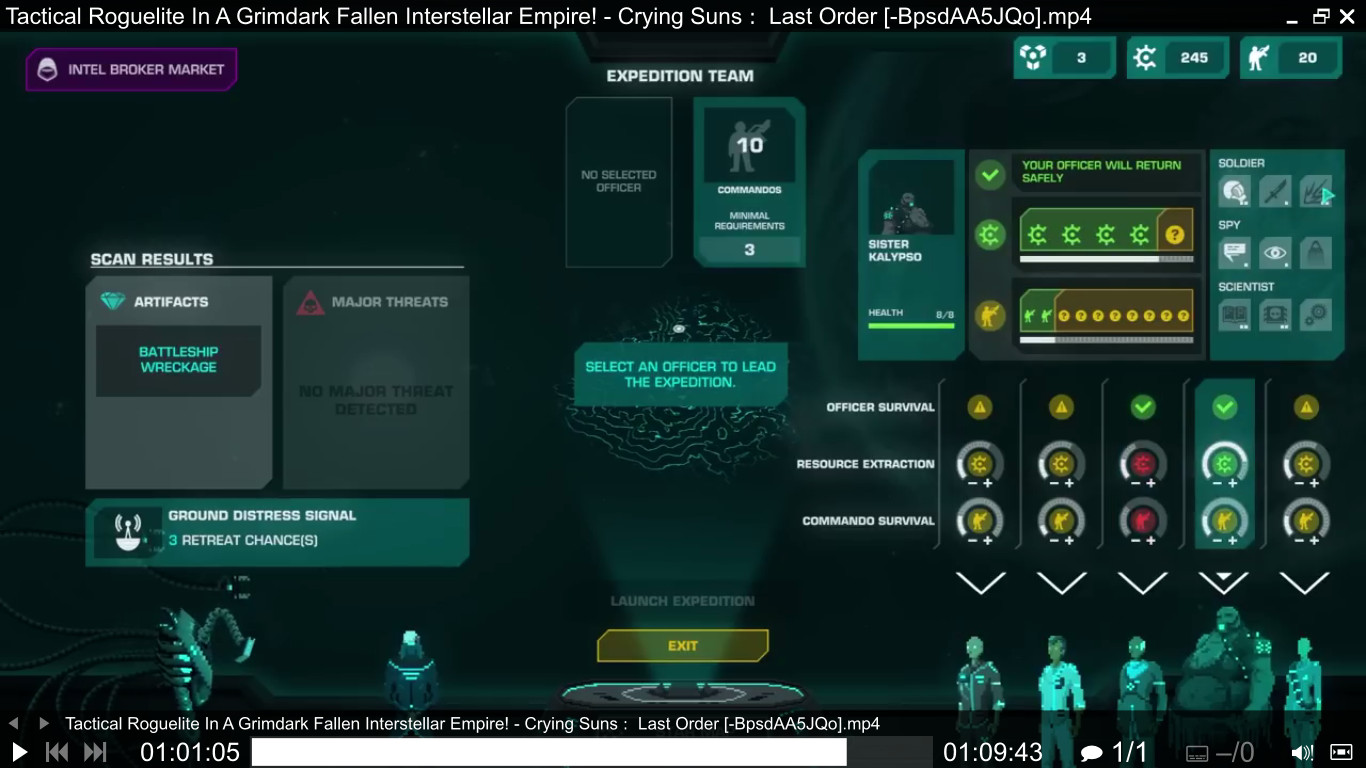 Tactical Roguelite In A Grimdark Fallen Interstellar Empire! - Crying Suns :  Last Order [-BpsdAA5JQo].mp4
INTEL BROKER MARKET
EXPEDITION TEAM
3
245
20
NO SELECTED
OFFICER
10
COMMANDOS
MINIMAL
REQUIREMENTS
3
SISTER
KALYPSO
HEALTH 8/8
YOUR OFFICER WILL RETURN
SAFELY
?
? ? ? ? ? ? ? ?
SOLDIER
SPY
SCIENTIST
SCAN RESULTS
ARTIFACTS
BATTLESHIP
WRECKAGE
MAJOR THREATS
NO MAJOR THREAT
DETECTED
SELECT AN OFFICER TO LEAD
THE EXPEDITION.
GROUND DISTRESS SIGNAL
3 RETREAT CHANCE(S)
OFFICER SURVIVAL
RESOURCE EXTRACTION
- + - + - + - + - +
COMMANDO SURVIVAL
- + - + - + - + - +
LAUNCH EXPEDITION
EXIT
Tactical Roguelite In A Grimdark Fallen Interstellar Empire! - Crying Suns :  Last Order [-BpsdAA5JQo].mp4
01:01:05
01:09:43
1/1
–/0